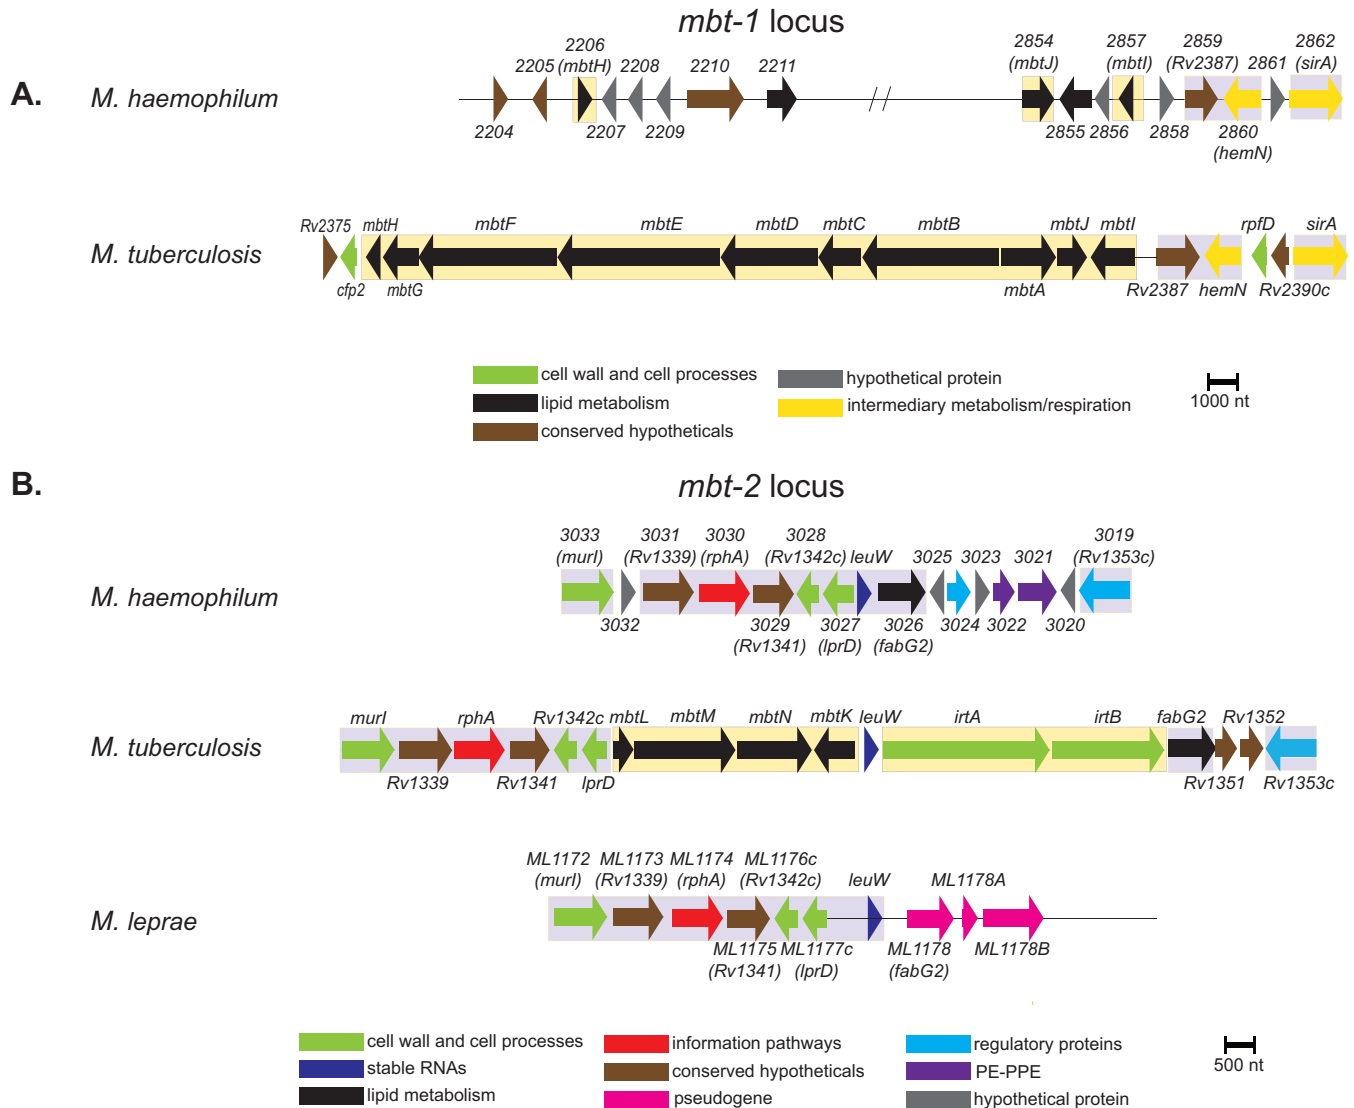 mbt-1 locus
A.
2206 2854 2857 2859 2862
2205 (mbtH) 2208 2210 2211 (mbtJ) (mbtI) (Rv2387) 2861 (sirA)
M. haemophilum
2204 2207 2209 2855 2856 2858 2860
(hemN)
Rv2375 mbtH mbtF mbtE mbtD mbtC mbtB mbtJ mbtI rpfD sirA
M. tuberculosis
cfp2 mbtG mbtA Rv2387 hemN Rv2390c
cell wall and cell processes hypothetical protein
lipid metabolism intermediary metabolism/respiration
conserved hypotheticals
1000 nt
B.
mbt-2 locus
3033 3031 3030 3028 3019
(murI) (Rv1339) (rphA) (Rv1342c) leuW 3025 3023 3021 (Rv1353c)
M. haemophilum
3032 3029 3027 3026 3024 3022 3020
(Rv1341) (lprD) (fabG2)
murI rphA Rv1342c mbtL mbtM mbtN mbtK leuW irtA irtB fabG2 Rv1352
M. tuberculosis
Rv1339 Rv1341 lprD Rv1351 Rv1353c
ML1172 ML1173 ML1174 ML1176c
(murI) (Rv1339) (rphA) (Rv1342c) leuW ML1178A
M. leprae
ML1175 ML1177c ML1178 ML1178B
(Rv1341) (lprD) (fabG2)
cell wall and cell processes information pathways regulatory proteins
stable RNAs conserved hypotheticals PE-PPE
lipid metabolism pseudogene hypothetical protein
500 nt